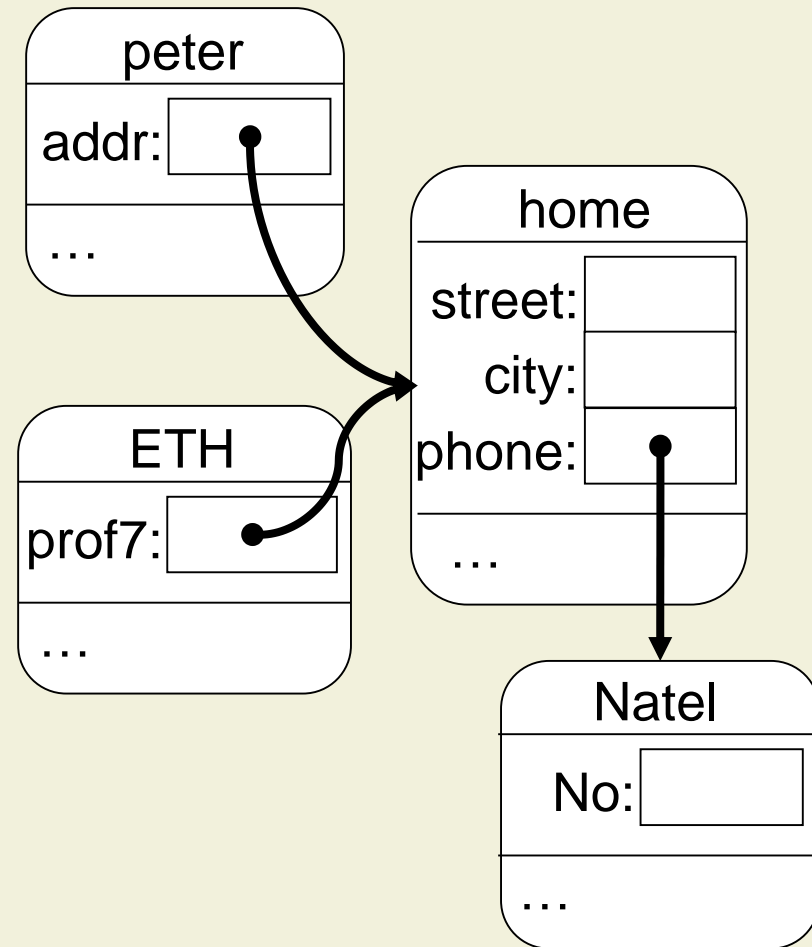 peter
addr:
…
home
street:
city:
phone:
…
ETH
prof7:
…
Natel
No:
…